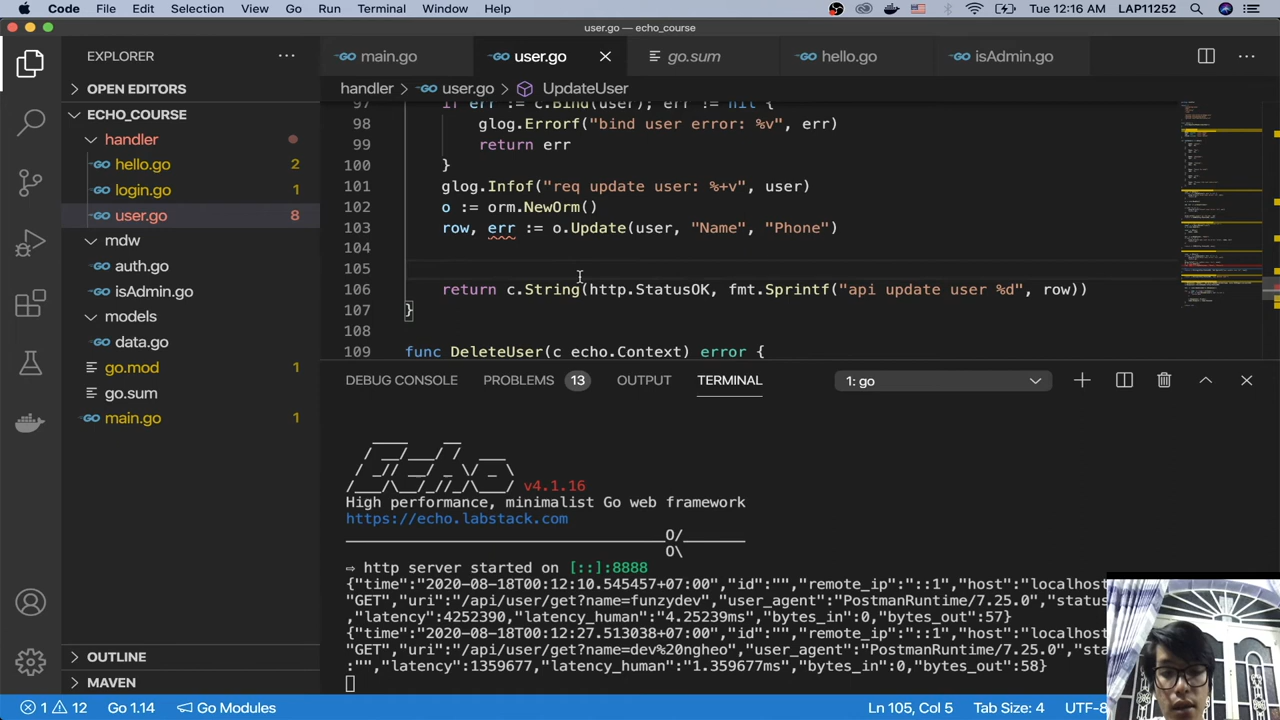 Code File Edit Selection View Go Run Terminal Window Help Tue 12:16 AM LAP11252
user.go — echo_course
EXPLORER
main.go user.go go.sum hello.go isAdmin.go
OPEN EDITORS
handler › user.go › UpdateUser
ECHO_COURSE
handler
hello.go 2
login.go 1
user.go 8
mdw
auth.go
isAdmin.go
models
data.go
go.mod 1
go.sum
main.go 1
OUTLINE
MAVEN
97 if err := c.Bind(user); err != nil {
98 glog.Errorf("bind user error: %v", err)
99 return err
100 }
101 glog.Infof("req update user: %+v", user)
102 o := .NewOrm()
103 row, err := o.Update(user, "Name", "Phone")
104
105
106 return c.String(http.StatusOK, fmt.Sprintf("api update user %d", row))
107 }
108
109 func DeleteUser(c echo.Context) error {
DEBUG CONSOLE PROBLEMS 13 OUTPUT TERMINAL 1: go
v4.1.16
High performance, minimalist Go web framework
https://echo.labstack.com
____________________________________O/_______
O\
⇨ http server started on [::]:8888
{"time":"2020-08-18T00:12:10.545457+07:00","id":"","remote_ip":"::1","host":"localhost
"GET","uri":"/api/user/get?name=funzydev","user_agent":"PostmanRuntime/7.25.0","status
,"latency":4252390,"latency_human":"4.25239ms","bytes_in":0,"bytes_out":57}
{"time":"2020-08-18T00:12:27.513038+07:00","id":"","remote_ip":"::1","host":"localhost
"GET","uri":"/api/user/get?name=dev%20ngheo","user_agent":"PostmanRuntime/7.25.0","status
:"","latency":1359677,"latency_human":"1.359677ms","bytes_in":0,"bytes_out":58}
1 12 Go 1.14 Go Modules Ln 105, Col 5 Tab Size: 4 UTF-8